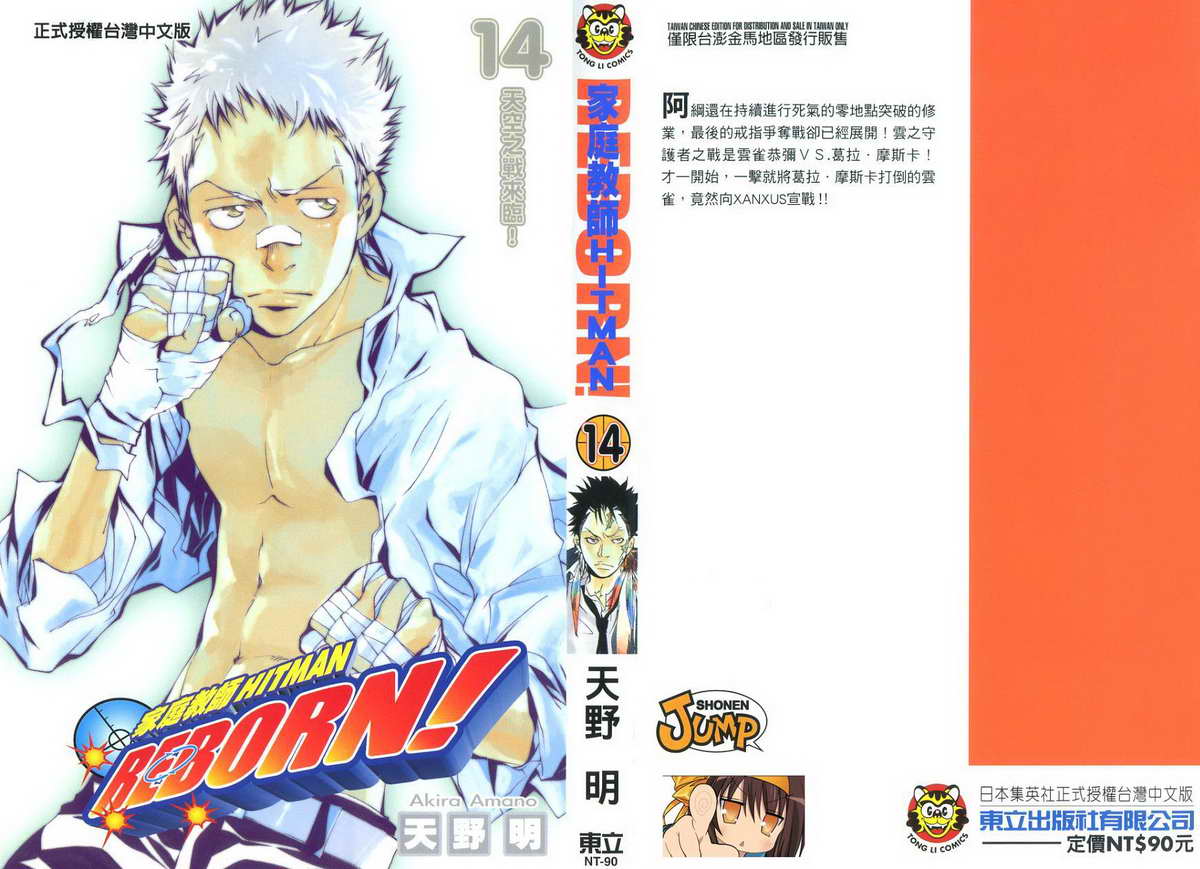 正式授權台灣中文版
14
天空之戰來臨!
家庭教師 HITMAN
REBORN!
Akira Amano
天野明
TONG LI COMICS
REBORN!
家庭教師HITMAN
14
天野 明
東立
NT-90
TAIWAN CHINESE EDITION FOR DISTRIBUTION AND SALE IN TAIWAN ONLY
僅限台澎金馬地區發行販售
阿綱還在持續進行死氣的零地點突破的修
業，最後的戒指爭奪戰卻已經展開！雲之守
護者之戰是雲雀恭彌ＶＳ.葛拉．摩斯卡！
才一開始，一擊就將葛拉．摩斯卡打倒的雲
雀，竟然向XANXUS宣戰!!
SHONEN
JUMP
TONG LI COMICS
日本集英社正式授權台灣中文版
東立出版社有限公司
定價NT$90元